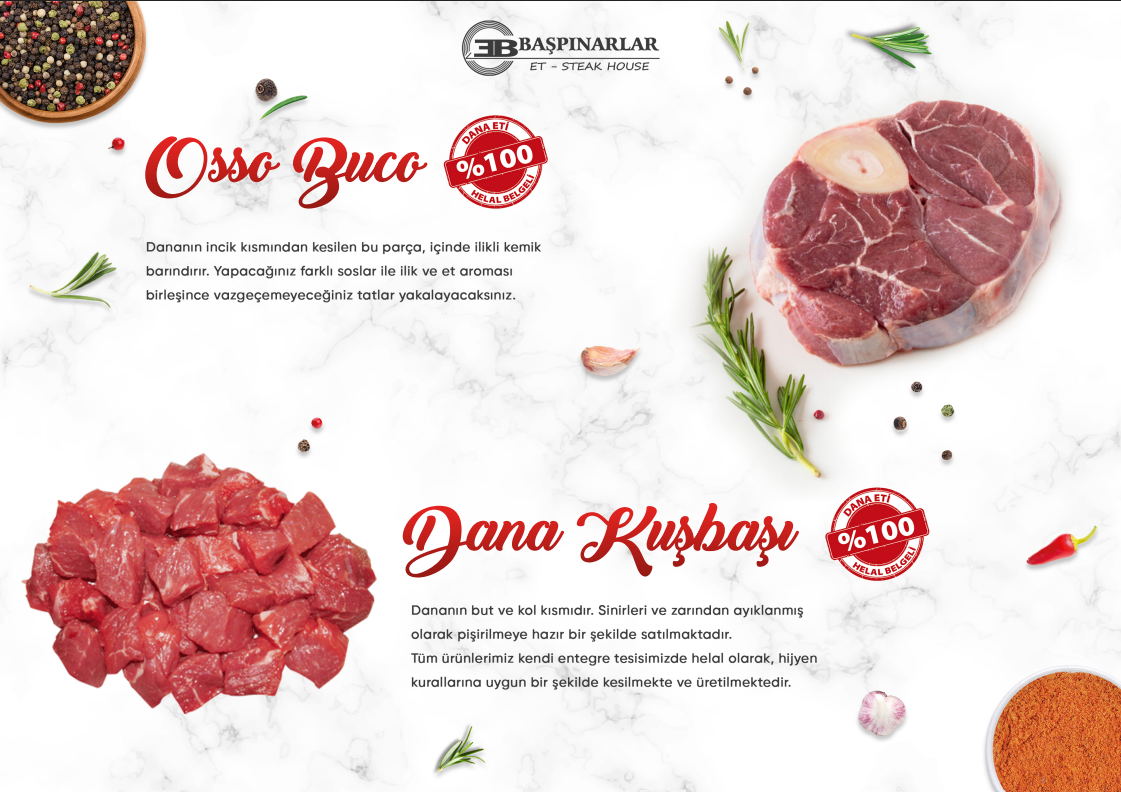 3B BAŞPINARLAR
ET - STEAK HOUSE
Osso Buco
DANA ETİ
%100
HELAL BELGELİ
Dananın incik kısmından kesilen bu parça, içinde ilikli kemik
barındırır. Yapacağınız farklı soslar ile ilik ve et aroması
birleşince vazgeçemeyeceğiniz tatlar yakalayacaksınız.
Dana Kuşbaşı
DANA ETİ
%100
HELAL BELGELİ
Dananın but ve kol kısmıdır. Sinirleri ve zarından ayıklanmış
olarak pişirilmeye hazır bir şekilde satılmaktadır.
Tüm ürünlerimiz kendi entegre tesisimizde helal olarak, hijyen
kurallarına uygun bir şekilde kesilmekte ve üretilmektedir.